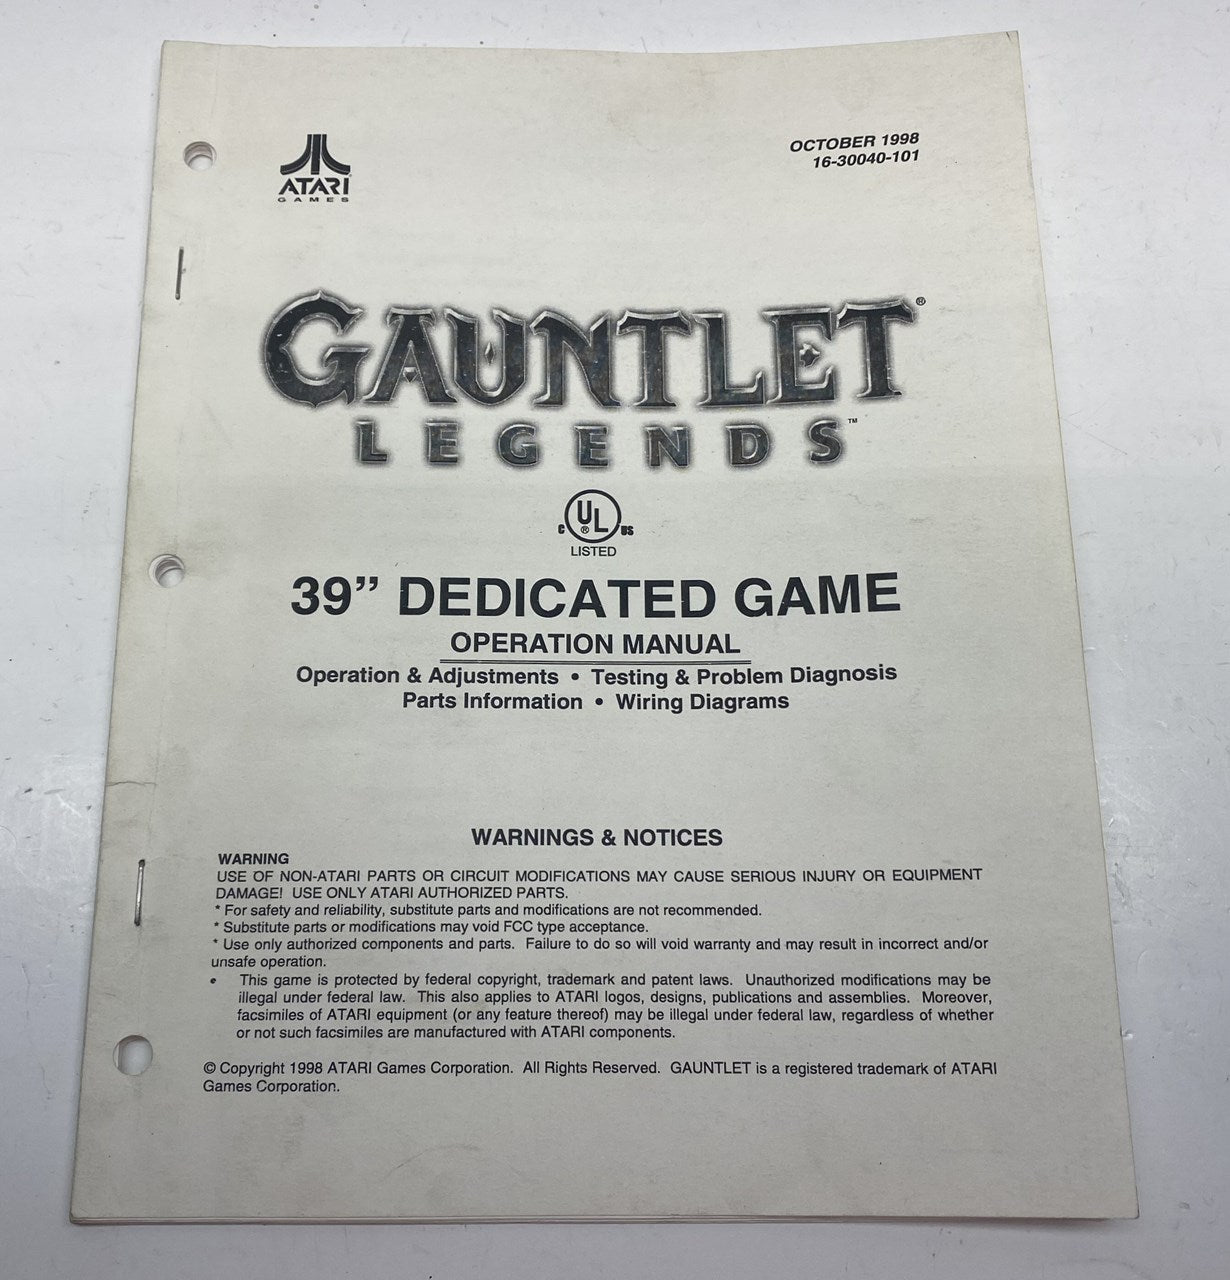 ATARI
GAMES
OCTOBER 1998
16-30040-101
GAUNTLET®
LEGENDS™
C UL® US
LISTED
39” DEDICATED GAME
OPERATION MANUAL
Operation & Adjustments • Testing & Problem Diagnosis
Parts Information • Wiring Diagrams
WARNINGS & NOTICES
WARNING
USE OF NON-ATARI PARTS OR CIRCUIT MODIFICATIONS MAY CAUSE SERIOUS INJURY OR EQUIPMENT
DAMAGE! USE ONLY ATARI AUTHORIZED PARTS.
* For safety and reliability, substitute parts and modifications are not recommended.
* Substitute parts or modifications may void FCC type acceptance.
* Use only authorized components and parts. Failure to do so will void warranty and may result in incorrect and/or
unsafe operation.
• This game is protected by federal copyright, trademark and patent laws. Unauthorized modifications may be
illegal under federal law. This also applies to ATARI logos, designs, publications and assemblies. Moreover,
facsimiles of ATARI equipment (or any feature thereof) may be illegal under federal law, regardless of whether
or not such facsimiles are manufactured with ATARI components.
© Copyright 1998 ATARI Games Corporation. All Rights Reserved. GAUNTLET is a registered trademark of ATARI
Games Corporation.